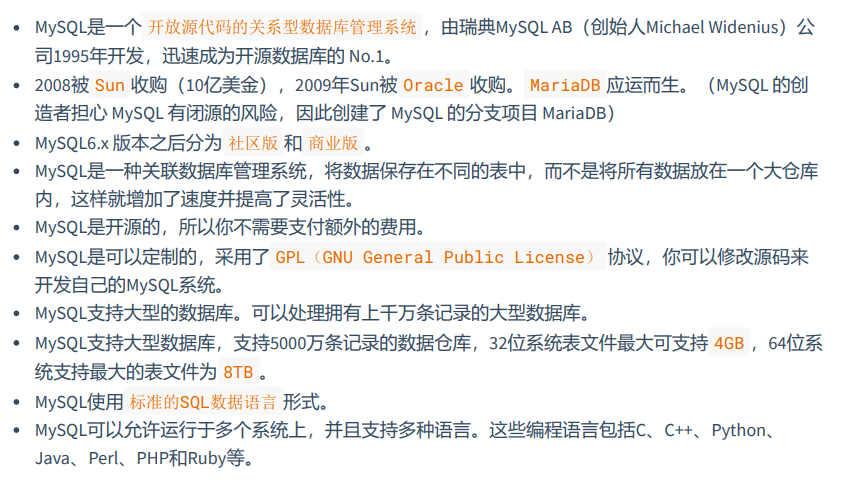 • MySQL是一个 开放源代码的关系型数据库管理系统 ，由瑞典MySQL AB（创始人Michael Widenius）公
司1995年开发，迅速成为开源数据库的 No.1。
• 2008被 Sun 收购（10亿美金），2009年Sun被 Oracle 收购。 MariaDB 应运而生。（MySQL 的创
造者担心 MySQL 有闭源的风险，因此创建了 MySQL 的分支项目 MariaDB）
• MySQL6.x 版本之后分为 社区版 和 商业版 。
• MySQL是一种关联数据库管理系统，将数据保存在不同的表中，而不是将所有数据放在一个大仓库
内，这样就增加了速度并提高了灵活性。
• MySQL是开源的，所以你不需要支付额外的费用。
• MySQL是可以定制的，采用了 GPL（GNU General Public License） 协议，你可以修改源码来
开发自己的MySQL系统。
• MySQL支持大型的数据库。可以处理拥有上千万条记录的大型数据库。
• MySQL支持大型数据库，支持5000万条记录的数据仓库，32位系统表文件最大可支持 4GB ，64位系
统支持最大的表文件为 8TB 。
• MySQL使用 标准的SQL数据语言 形式。
• MySQL可以允许运行于多个系统上，并且支持多种语言。这些编程语言包括C、C++、Python、
Java、Perl、PHP和Ruby等。